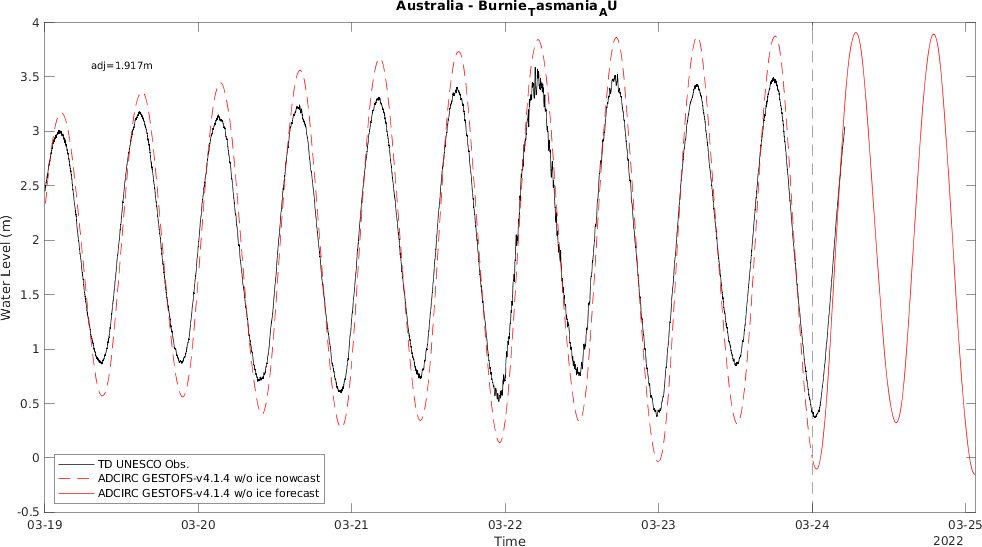 Australia - Burnie_Tasmania_AU
adj=1.917m
4
3.5
3
2.5
2
1.5
1
0.5
0
-0.5
Water Level (m)
TD UNESCO Obs.
ADCIRC GESTOFS-v4.1.4 w/o ice nowcast
ADCIRC GESTOFS-v4.1.4 w/o ice forecast
03-19 03-20 03-21 03-22 03-23 03-24 03-25
Time
2022